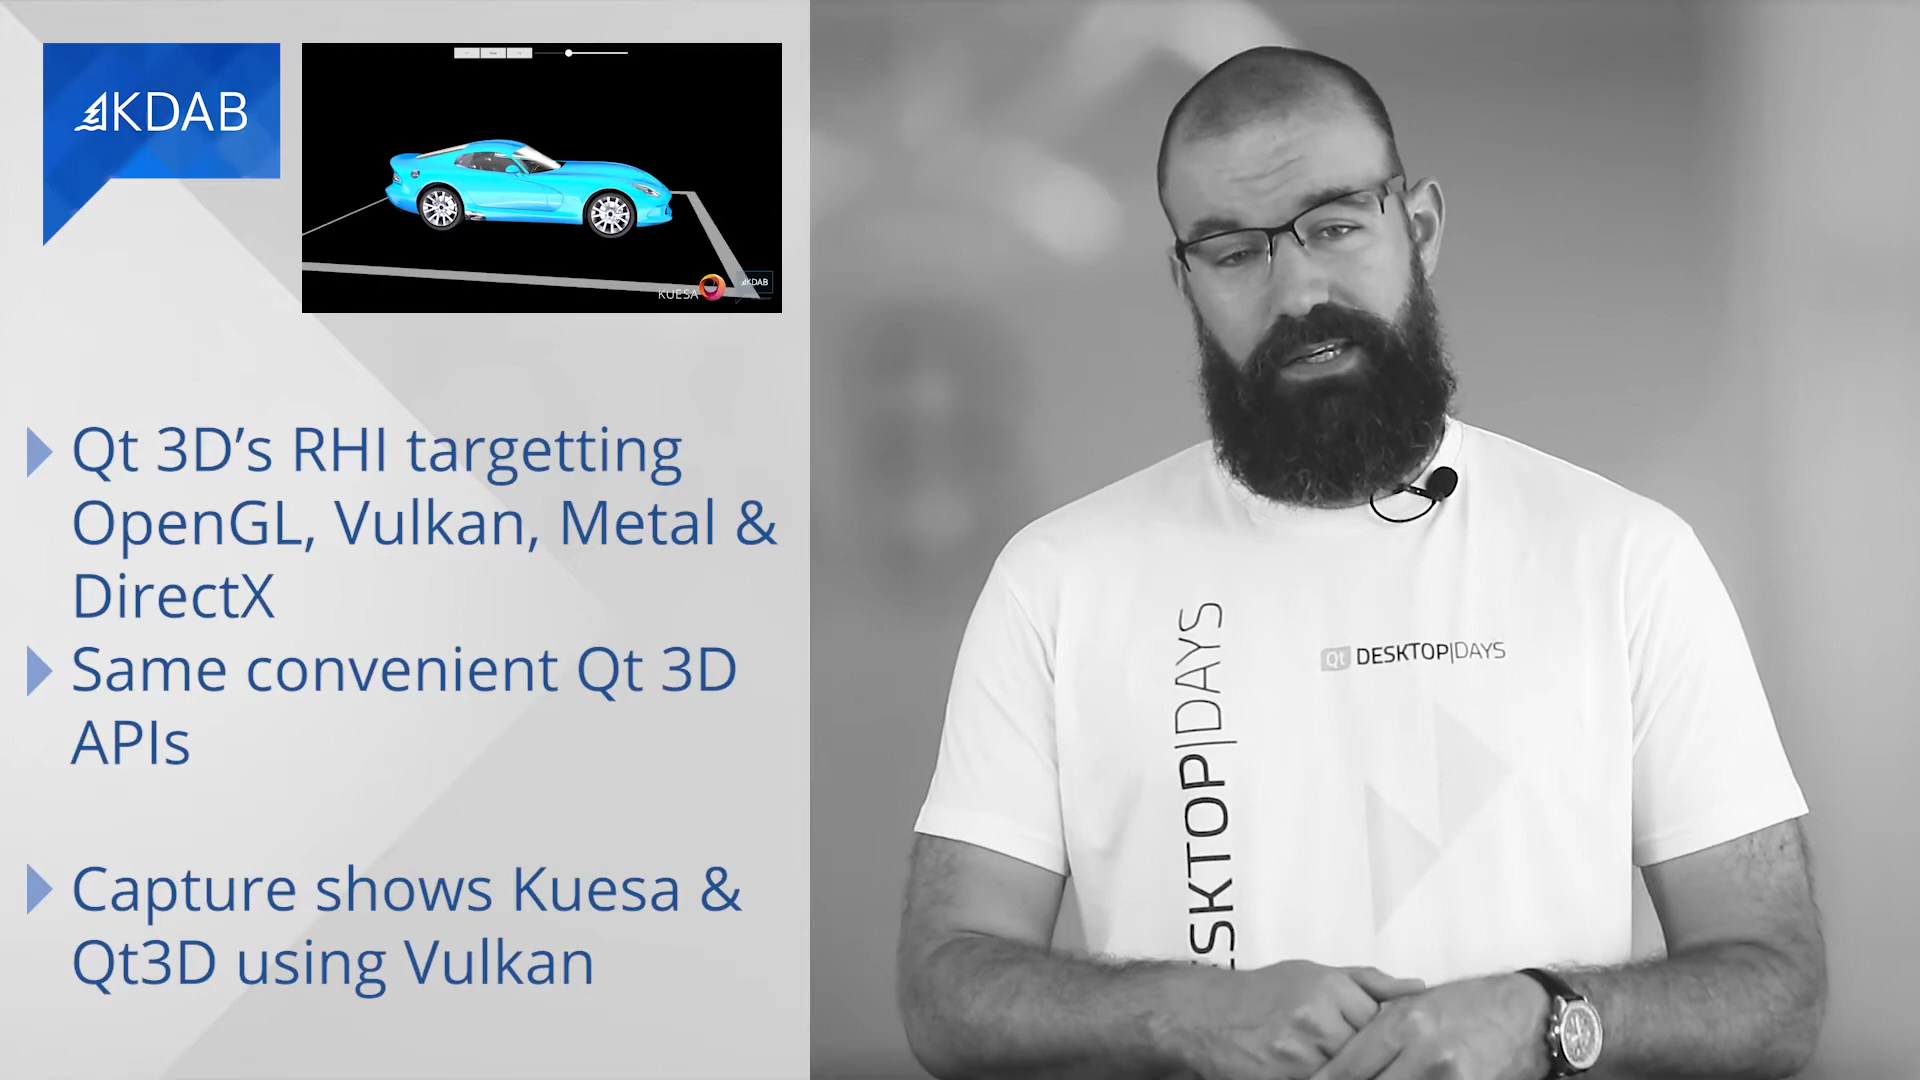 KDAB
KUESA
KDAB
Qt 3D’s RHI targetting
OpenGL, Vulkan, Metal &
DirectX
Same convenient Qt 3D
APIs
Capture shows Kuesa &
Qt3D using Vulkan
Qt DESKTOP|DAYS
ESKTOP|DAYS